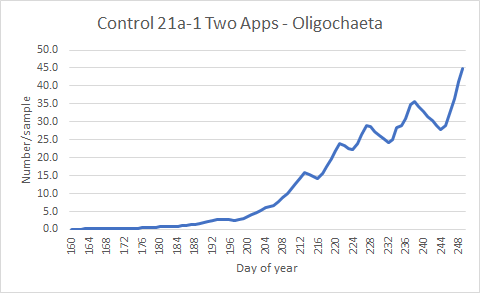 Control 21a-1 Two Apps - Oligochaeta
50.0
45.0
40.0
35.0
30.0
25.0
20.0
15.0
10.0
5.0
0.0
Number/sample
160 164 168 172 176 180 184 188 192 196 200 204 208 212 216 220 224 228 232 236 240 244 248
Day of year